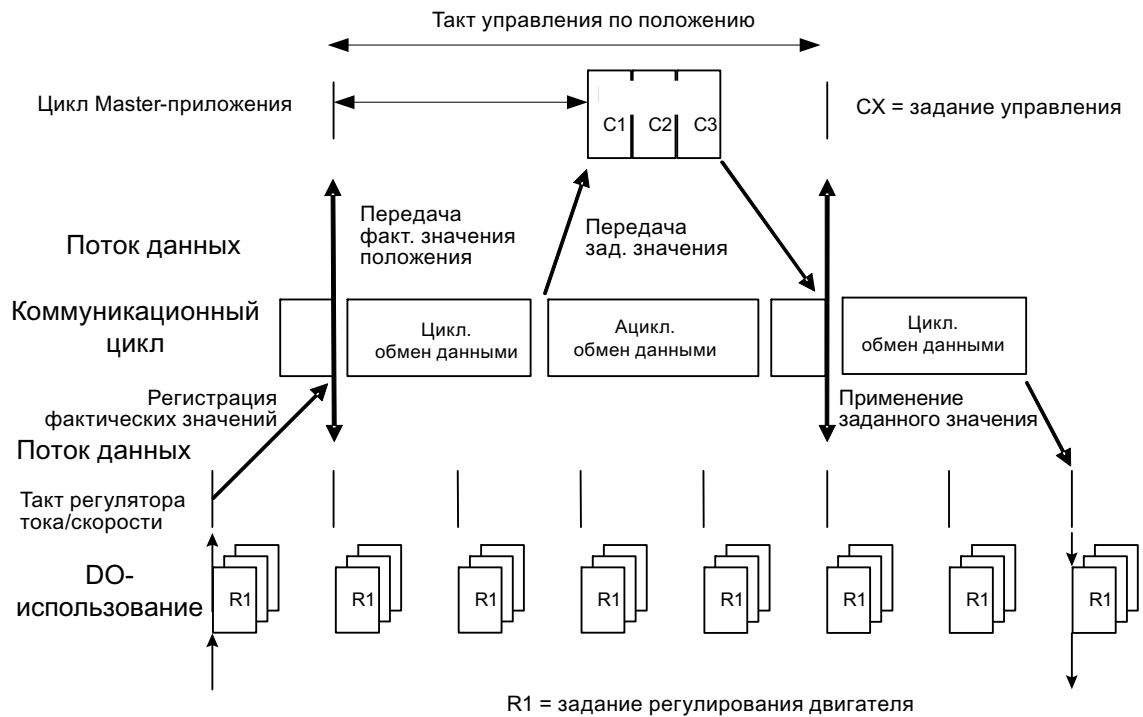 Такт управления по положению
Цикл Master-приложения
C1 C2 C3
CX = задание управления
Передача
факт. значения
положения
Передача
зад. значения
Поток данных
Коммуникационный
цикл
Цикл.
обмен данными
Ацикл.
обмен данными
Цикл.
обмен данными
Регистрация
фактических значений
Применение
заданного значения
Поток данных
Такт регулятора
тока/скорости
DO-
использование
R1 R1 R1 R1 R1 R1 R1 R1
R1 = задание регулирования двигателя